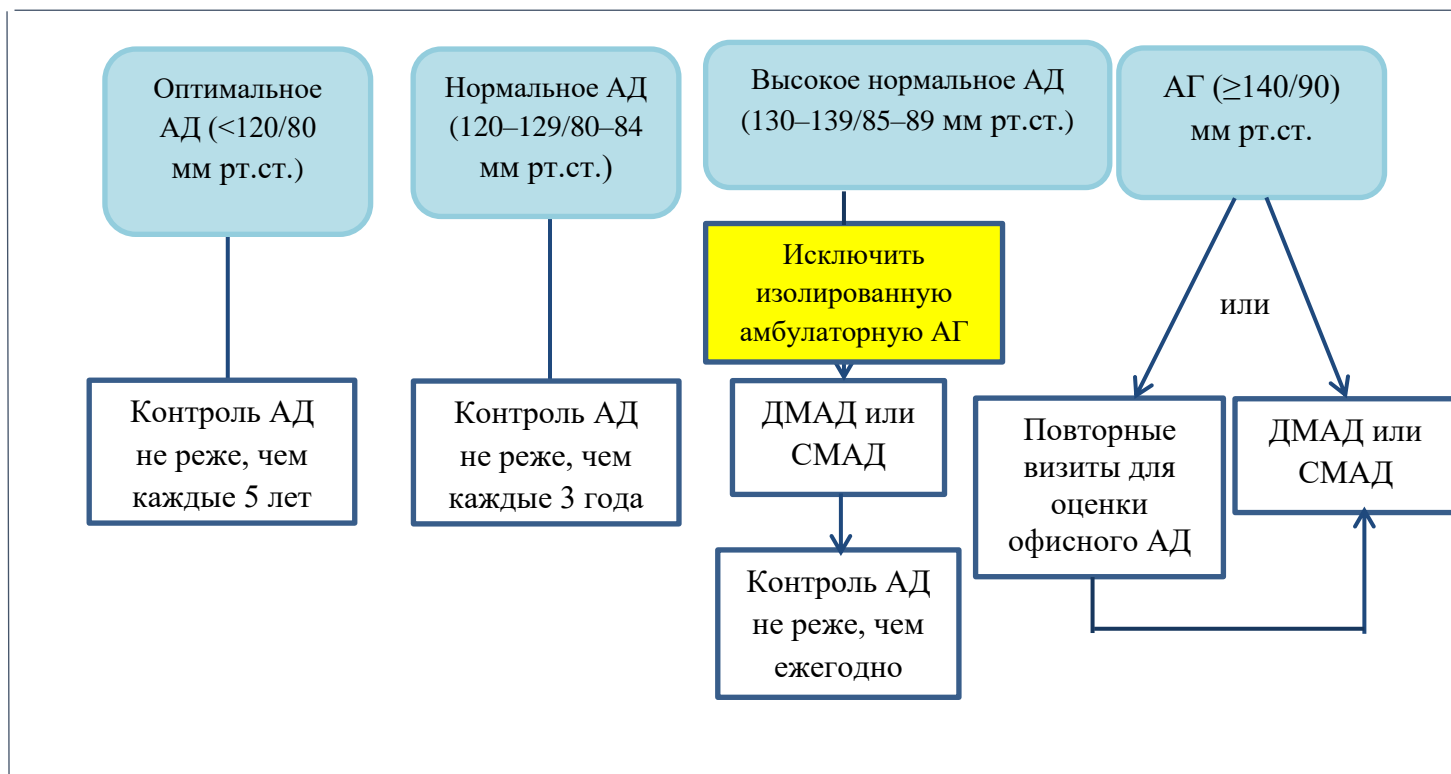 Оптимальное
АД (<120/80
мм рт.ст.)
Нормальное АД
(120–129/80–84
мм рт.ст.)
Высокое нормальное АД
(130–139/85–89 мм рт.ст.)
АГ (≥140/90)
мм рт.ст.
Исключить
изолированную
амбулаторную АГ
или
Контроль АД
не реже, чем
каждые 5 лет
Контроль АД
не реже, чем
каждые 3 года
ДМАД или
СМАД
Повторные
визиты для
оценки
офисного АД
ДМАД или
СМАД
Контроль АД
не реже, чем
ежегодно